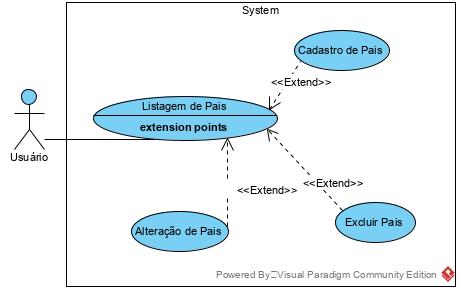 System
Cadastro de Pais
<<Extend>>
Listagem de Pais
extension points
Usuário
<<Extend>>
<<Extend>>
Alteração de Pais
Excluir Pais
Powered By Visual Paradigm Community Edition